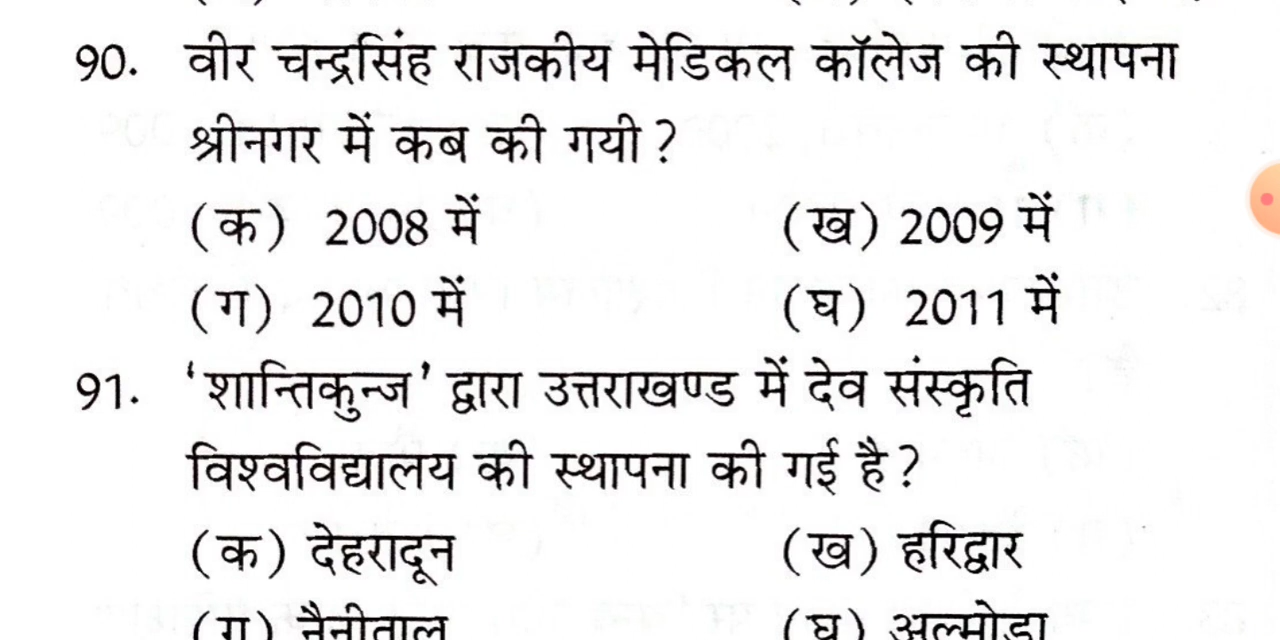 90. वीर चन्द्रसिंह राजकीय मेडिकल कॉलेज की स्थापना
श्रीनगर में कब की गयी ?
(क) 2008 में (ख) 2009 में
(ग) 2010 में (घ) 2011 में
91. ‘शान्तिकुन्ज’ द्वारा उत्तराखण्ड में देव संस्कृति
विश्वविद्यालय की स्थापना की गई है ?
(क) देहरादून (ख) हरिद्वार
(ग) नैनीताल (घ) अल्मोड़ा